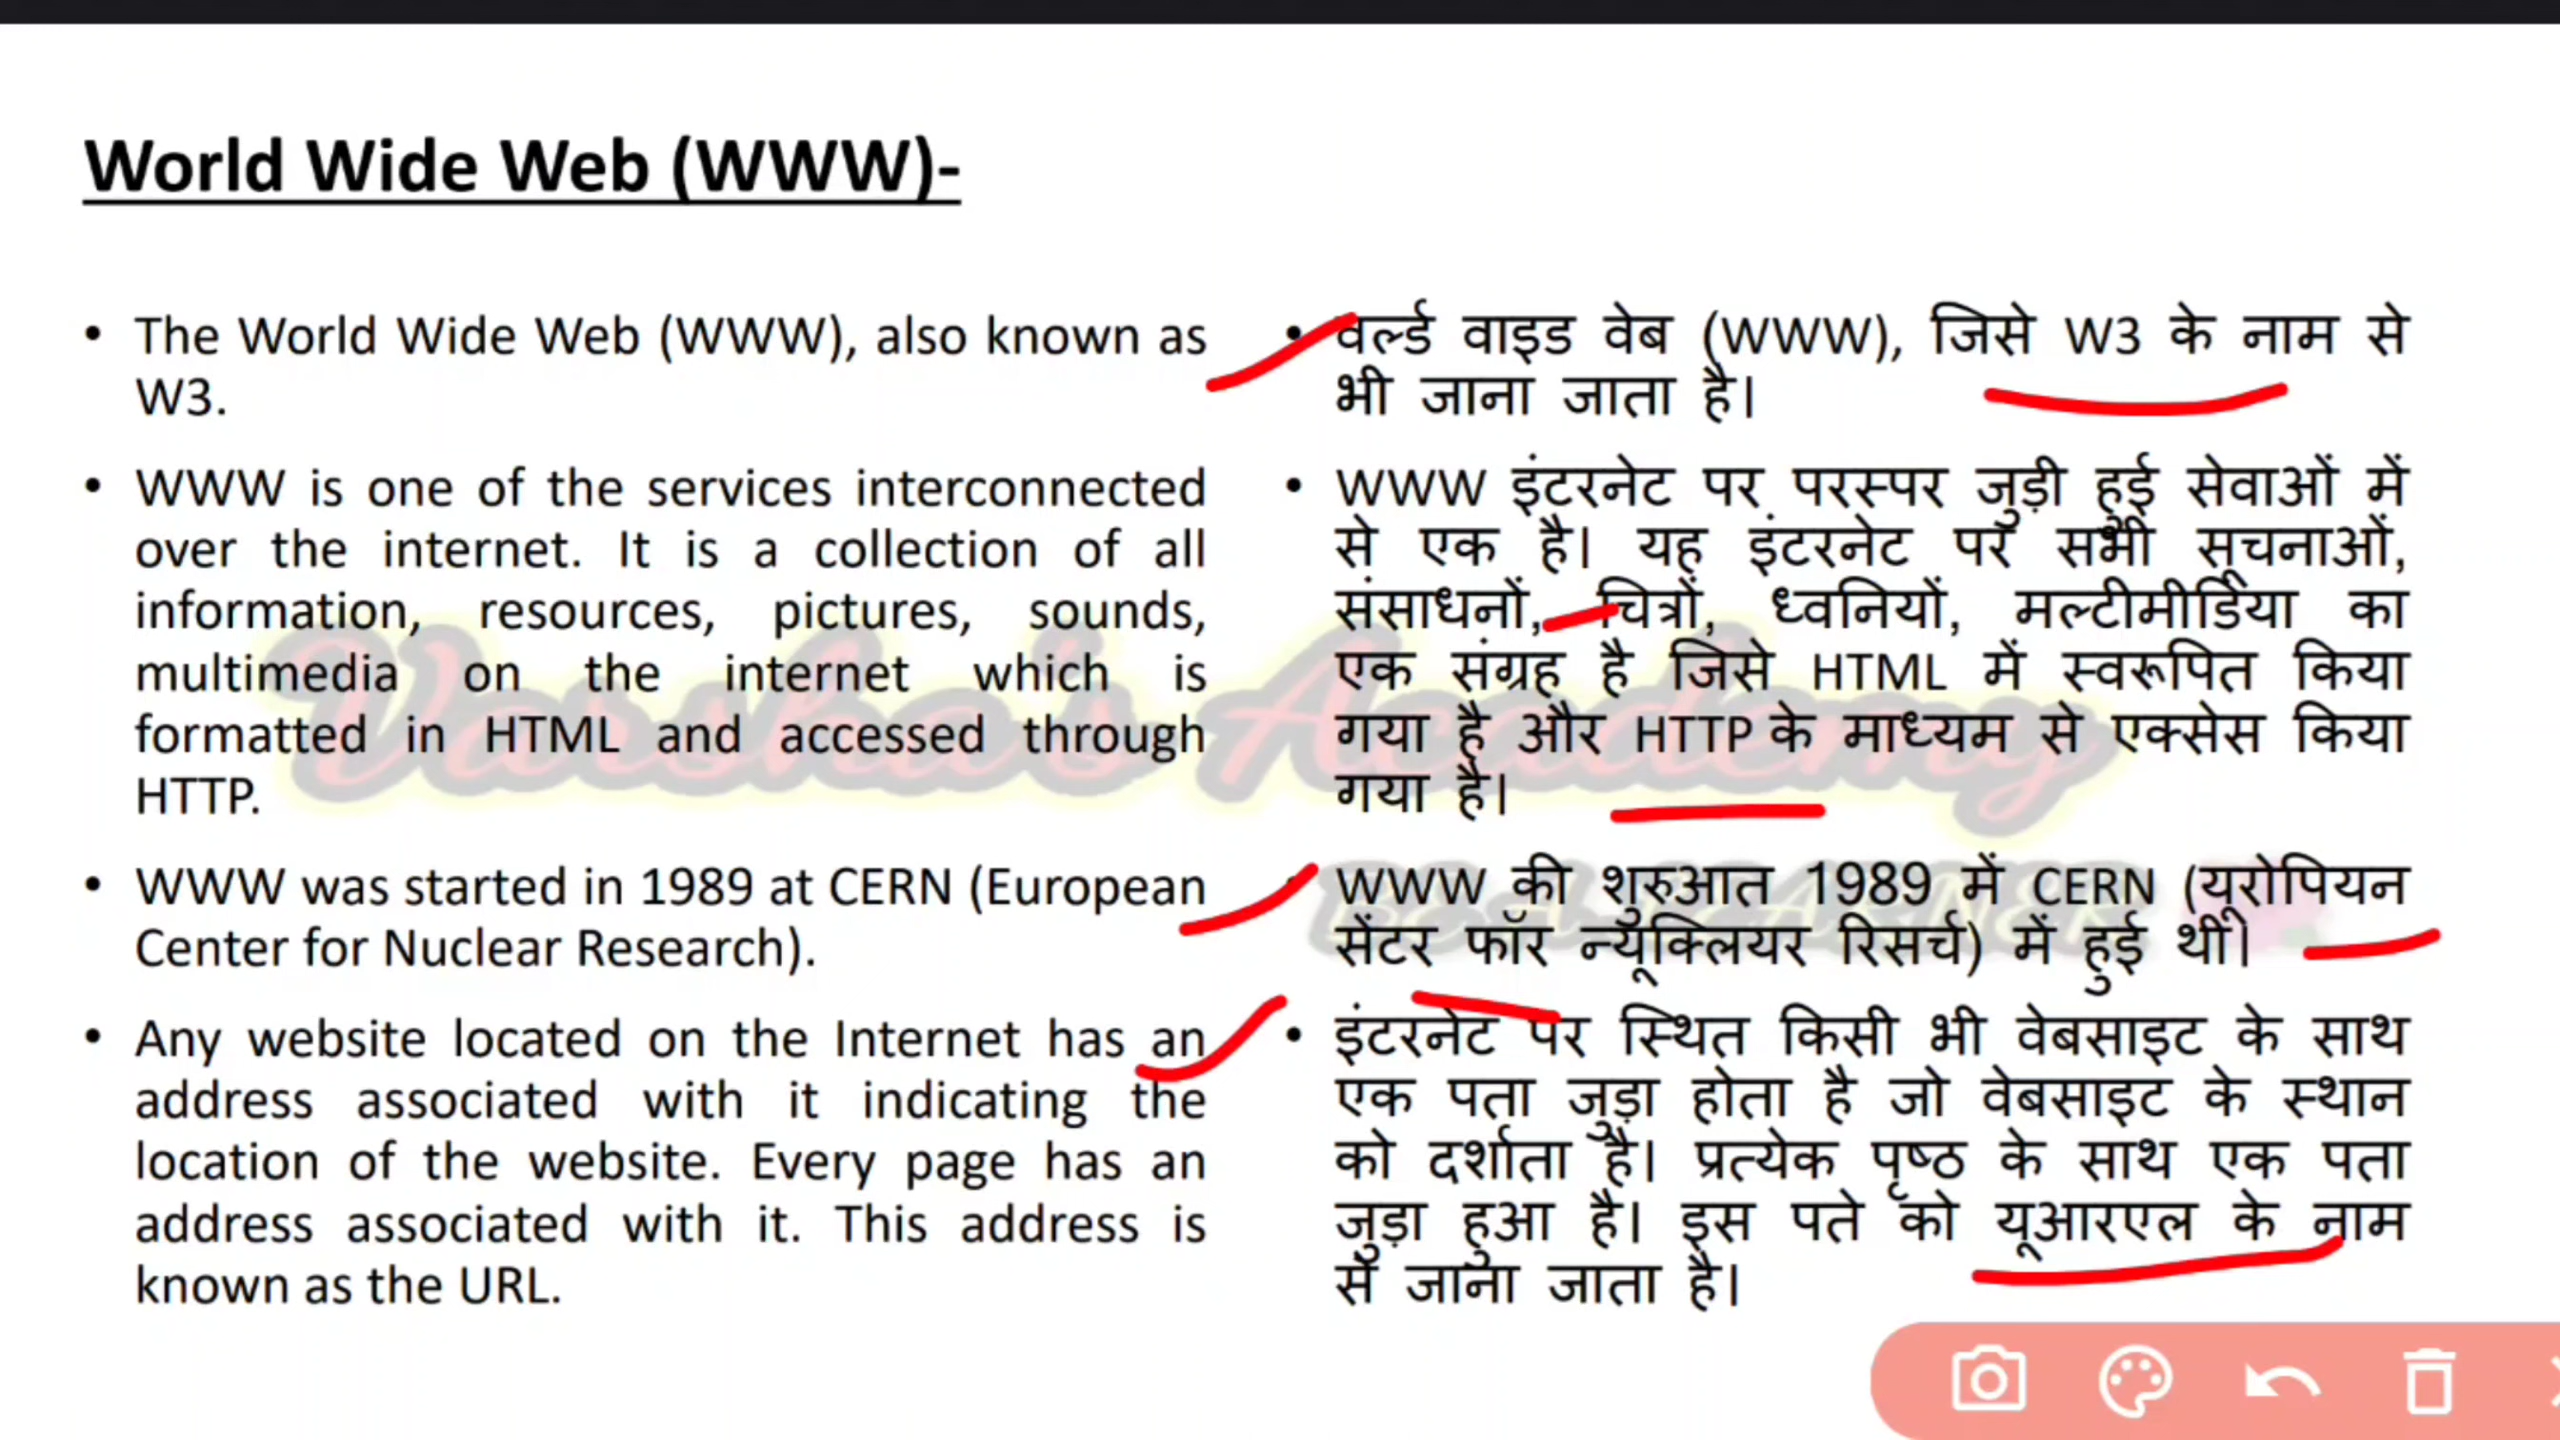 World Wide Web (WWW)-
• The World Wide Web (WWW), also known as
W3.
• WWW is one of the services interconnected
over the internet. It is a collection of all
information, resources, pictures, sounds,
multimedia on the internet which is
formatted in HTML and accessed through
HTTP.
• WWW was started in 1989 at CERN (European
Center for Nuclear Research).
• Any website located on the Internet has an
address associated with it indicating the
location of the website. Every page has an
address associated with it. This address is
known as the URL.
• वर्ल्ड वाइड वेब (WWW), जिसे W3 के नाम से
भी जाना जाता है।
• WWW इंटरनेट पर परस्पर जुड़ी हुई सेवाओं में
से एक है। यह इंटरनेट पर सभी सूचनाओं,
संसाधनों, चित्रों, ध्वनियों, मल्टीमीडिया का
एक संग्रह है जिसे HTML में स्वरूपित किया
गया है और HTTP के माध्यम से एक्सेस किया
गया है।
• WWW की शुरुआत 1989 में CERN (यूरोपियन
सेंटर फॉर न्यूक्लियर रिसर्च) में हुई थी।
• इंटरनेट पर स्थित किसी भी वेबसाइट के साथ
एक पता जुड़ा होता है जो वेबसाइट के स्थान
को दर्शाता है। प्रत्येक पृष्ठ के साथ एक पता
जुड़ा हुआ है। इस पते को यूआरएल के नाम
से जाना जाता है।
Varsha's Academy
BE A LEARNER